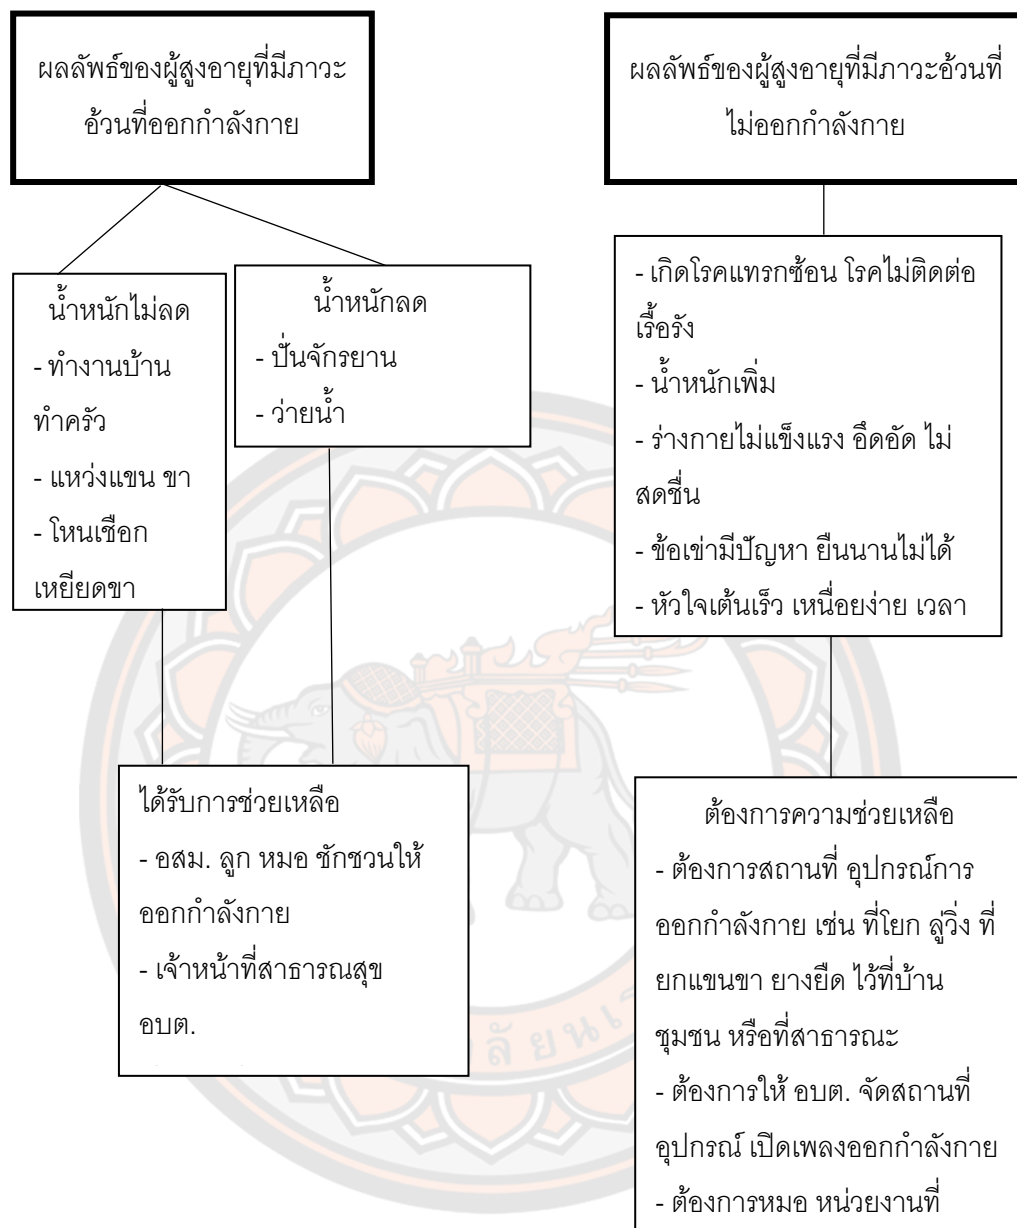 ผลลัพธ์ของผู้สูงอายุที่มีภาวะ
อ้วนที่ออกกำลังกาย
ผลลัพธ์ของผู้สูงอายุที่มีภาวะอ้วนที่
ไม่ออกกำลังกาย
น้ำหนักไม่ลด
- ทำงานบ้าน
ทำครัว
- แหว่งแขน ขา
- โหนเชือก
เหยียดขา
น้ำหนักลด
- ปั่นจักรยาน
- ว่ายน้ำ
- เกิดโรคแทรกซ้อน โรคไม่ติดต่อ
เรื้อรัง
- น้ำหนักเพิ่ม
- ร่างกายไม่แข็งแรง อึดอัด ไม่
สดชื่น
- ข้อเข่ามีปัญหา ยืนนานไม่ได้
- หัวใจเต้นเร็ว เหนื่อยง่าย เวลา
ได้รับการช่วยเหลือ
- อสม. ลูก หมอ ชักชวนให้
ออกกำลังกาย
- เจ้าหน้าที่สาธารณสุข
อบต.
ต้องการความช่วยเหลือ
- ต้องการสถานที่ อุปกรณ์การ
ออกกำลังกาย เช่น ที่โยก ลู่วิ่ง ที่
ยกแขนขา ยางยืด ไว้ที่บ้าน
ชุมชน หรือที่สาธารณะ
- ต้องการให้ อบต. จัดสถานที่
อุปกรณ์ เปิดเพลงออกกำลังกาย
- ต้องการหมอ หน่วยงานที่